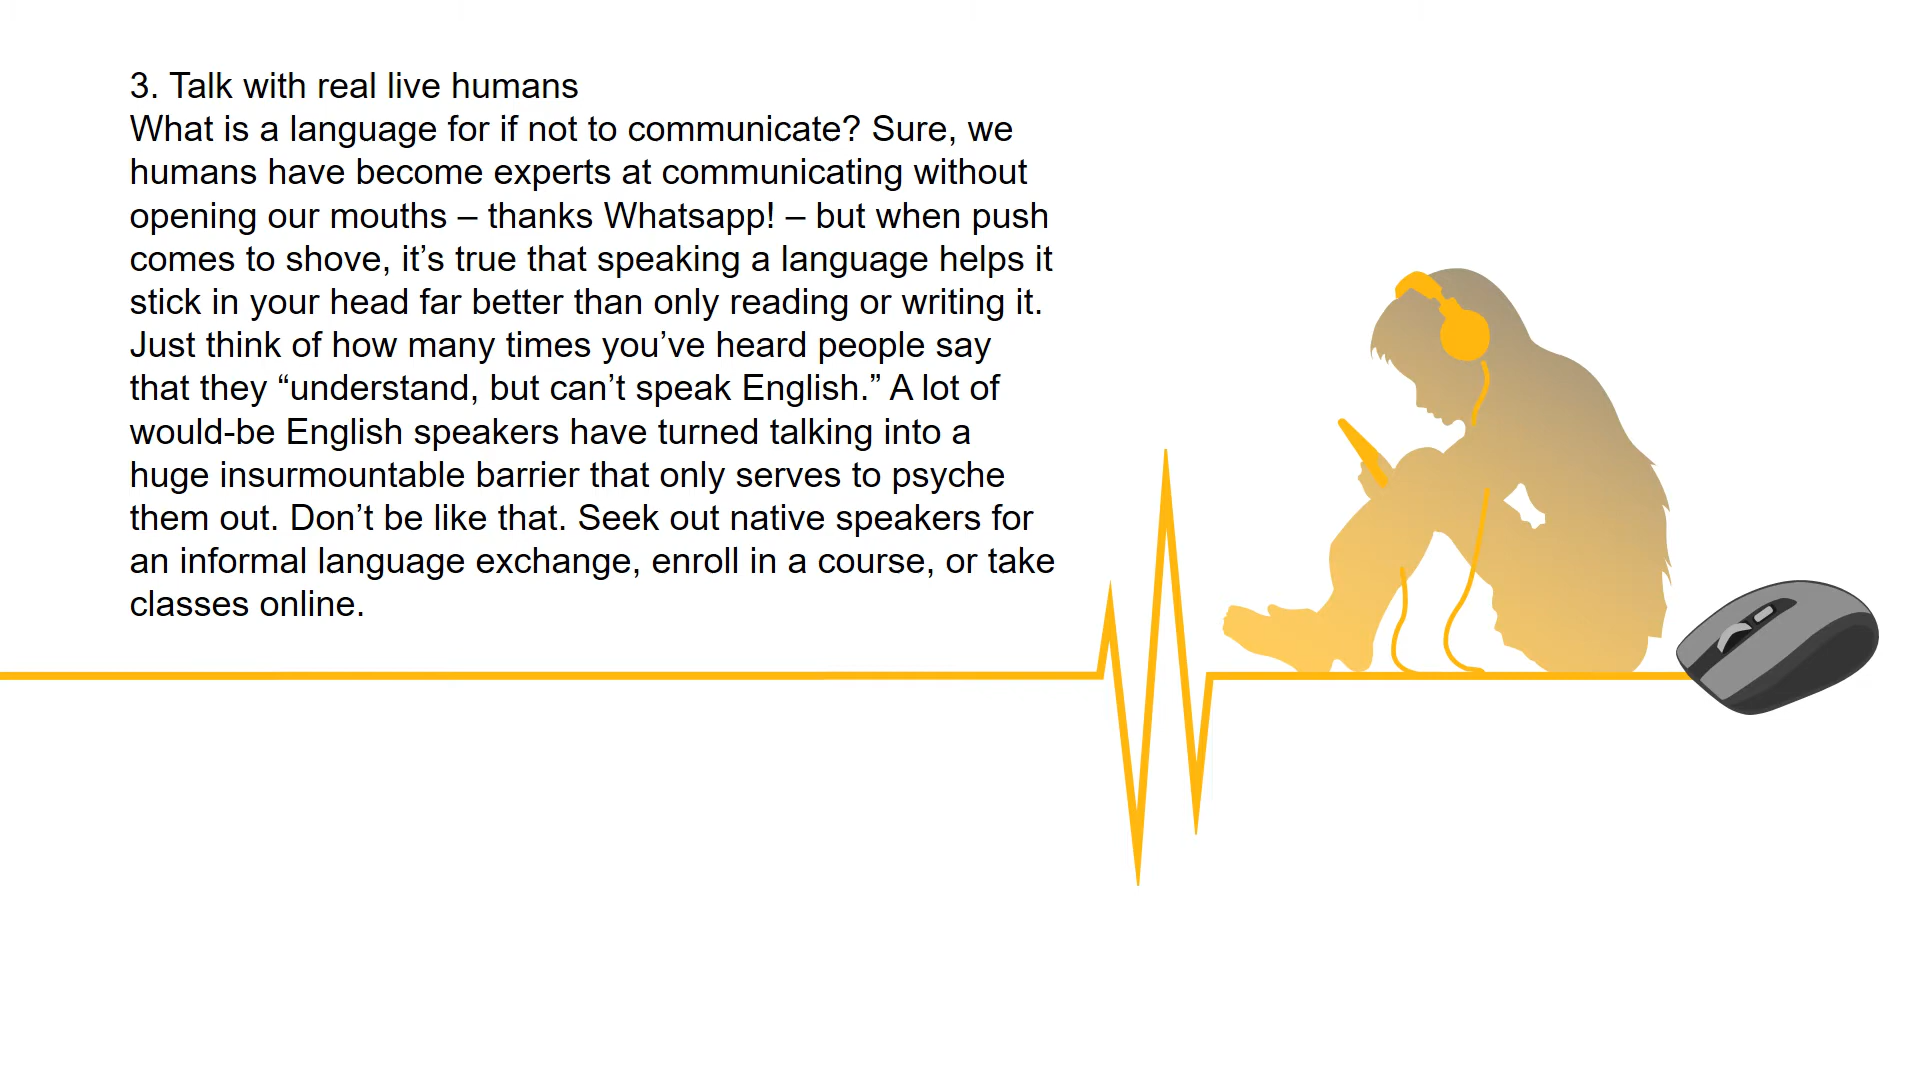 3. Talk with real live humans
What is a language for if not to communicate? Sure, we
humans have become experts at communicating without
opening our mouths – thanks Whatsapp! – but when push
comes to shove, it’s true that speaking a language helps it
stick in your head far better than only reading or writing it.
Just think of how many times you’ve heard people say
that they “understand, but can’t speak English.” A lot of
would-be English speakers have turned talking into a
huge insurmountable barrier that only serves to psyche
them out. Don’t be like that. Seek out native speakers for
an informal language exchange, enroll in a course, or take
classes online.